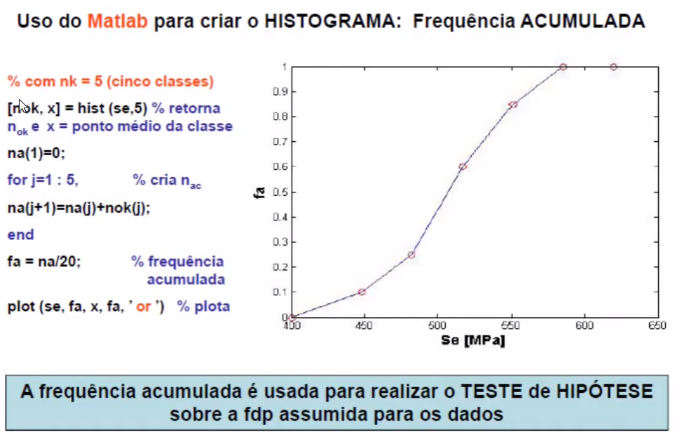 Uso do Matlab para criar o HISTOGRAMA: Frequência ACUMULADA
% com nk = 5 (cinco classes)
[nok, x] = hist (se,5) % retorna
nok e x = ponto médio da classe
na(1)=0;
for j=1 : 5, % cria nac
na(j+1)=na(j)+nok(j);
end
fa = na/20; % frequência
acumulada
plot (se, fa, x, fa, ' or ') % plota
1
0.9
0.8
0.7
0.6
0.5
0.4
0.3
0.2
0.1
0
fa
400 450 500 550 600 650
Se [MPa]
A frequência acumulada é usada para realizar o TESTE de HIPÓTESE
sobre a fdp assumida para os dados